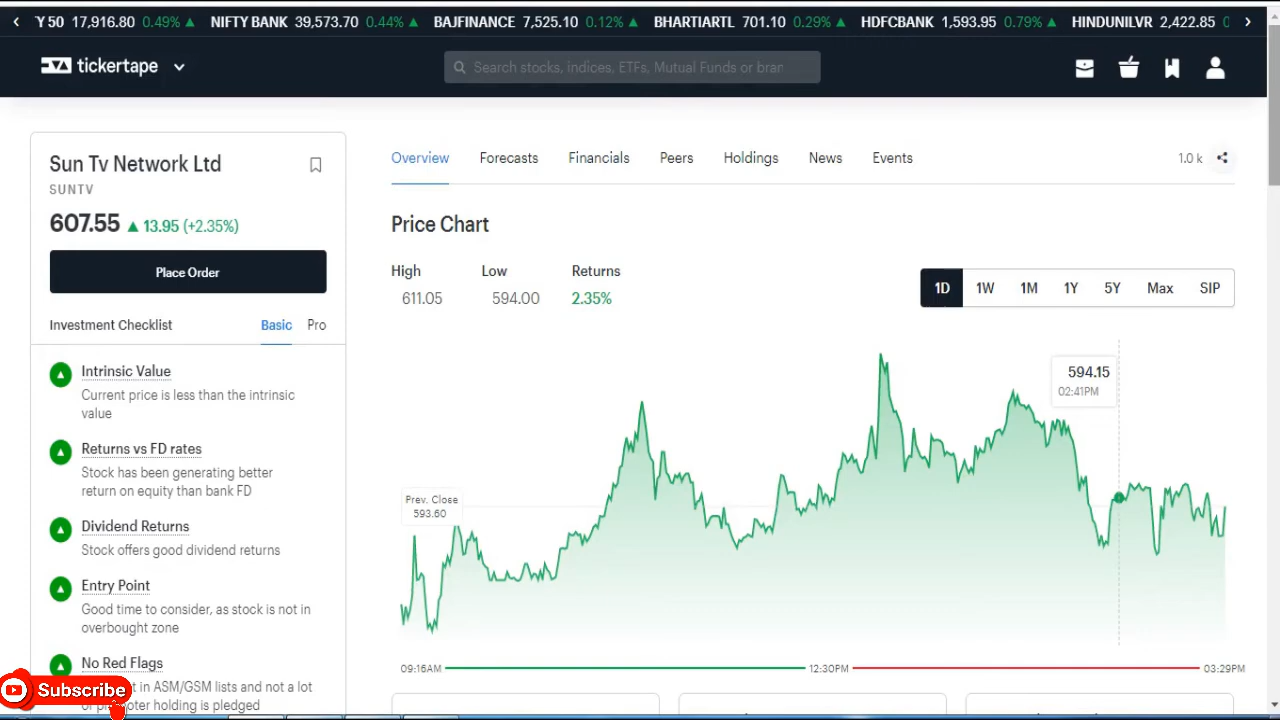 Y 50 17,916.80 0.49% NIFTY BANK 39,573.70 0.44% BAJFINANCE 7,525.10 0.12% BHARTIARTL 701.10 0.29% HDFCBANK 1,593.95 0.79% HINDUNILVR 2,422.85
tickertape
Search stocks, indices, ETFs, Mutual Funds or bran
Sun Tv Network Ltd
SUNTV
607.55 13.95 (+2.35%)
Place Order
Investment Checklist Basic Pro
Intrinsic Value
Current price is less than the intrinsic
value
Returns vs FD rates
Stock has been generating better
return on equity than bank FD
Dividend Returns
Stock offers good dividend returns
Entry Point
Good time to consider, as stock is not in
overbought zone
No Red Flags
t in ASM/GSM lists and not a lot
moter holding is pledged
Subscribe
Overview Forecasts Financials Peers Holdings News Events 1.0 k
Price Chart
High Low Returns
611.05 594.00 2.35%
1D 1W 1M 1Y 5Y Max SIP
594.15
02:41PM
Prev. Close
593.60
09:16AM 12:30PM 03:29PM